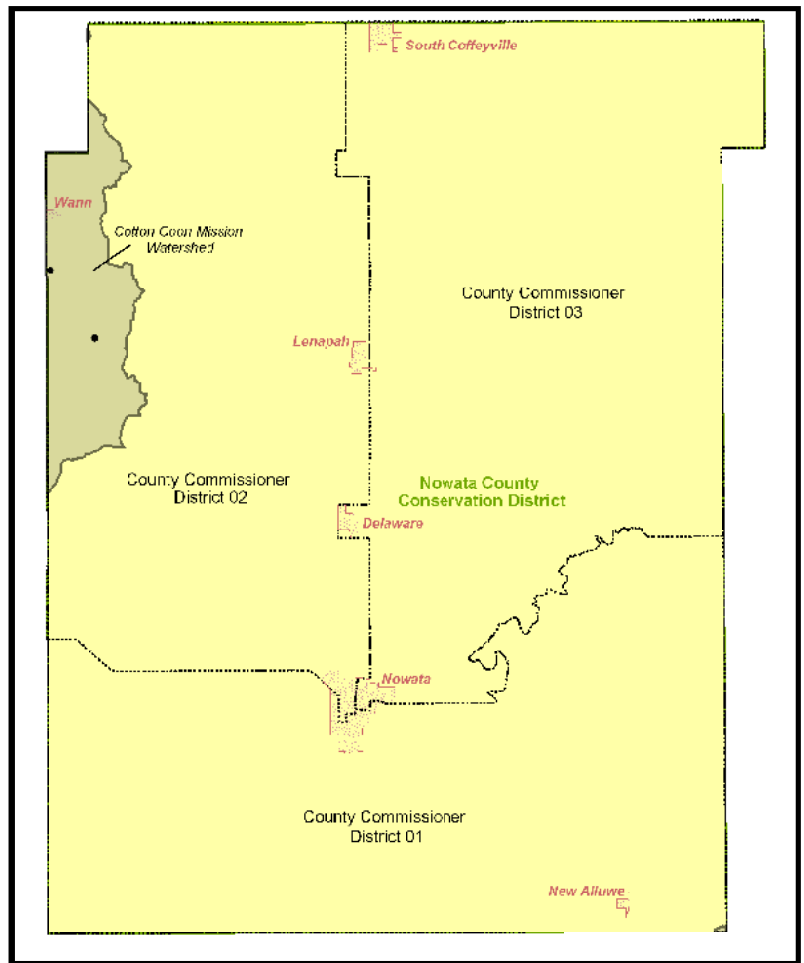 South Coffeyville
Wann
Cotton Coon Mission
Watershed
County Commissioner
District 03
Lenapah
County Commissioner
District 02
Nowata County
Conservation District
Delaware
Nowata
County Commissioner
District 01
New Alluwe